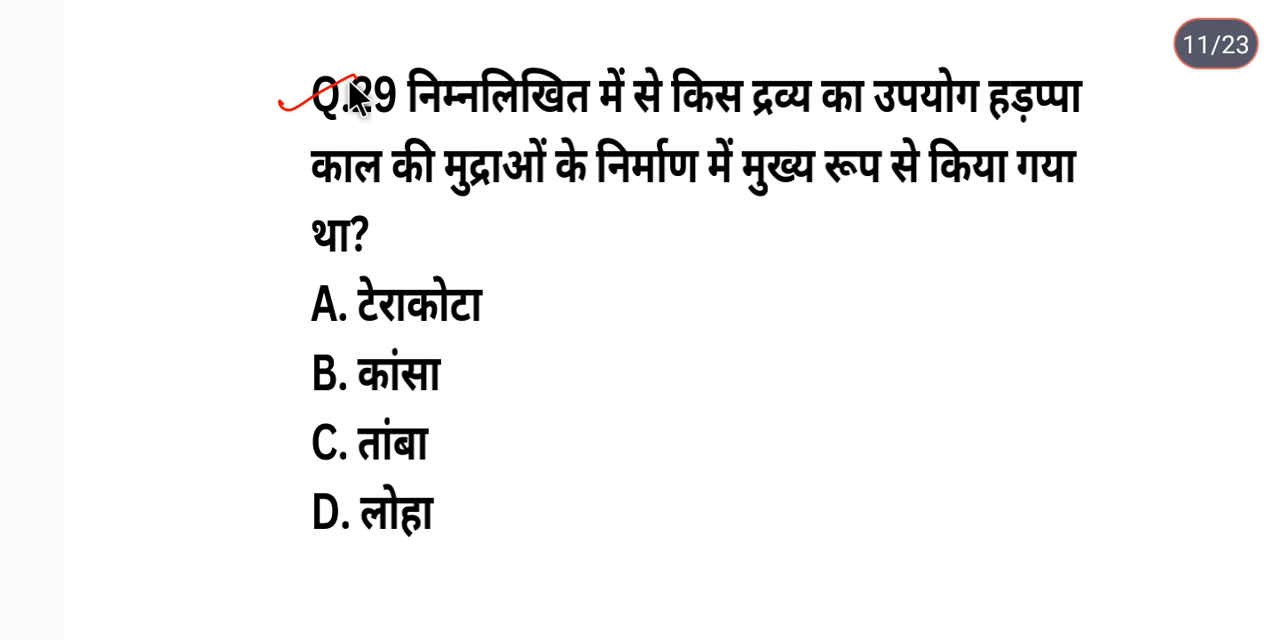 11/23
Q.29 निम्नलिखित में से किस द्रव्य का उपयोग हड़प्पा
काल की मुद्राओं के निर्माण में मुख्य रूप से किया गया
था?
A. टेराकोटा
B. कांसा
C. तांबा
D. लोहा